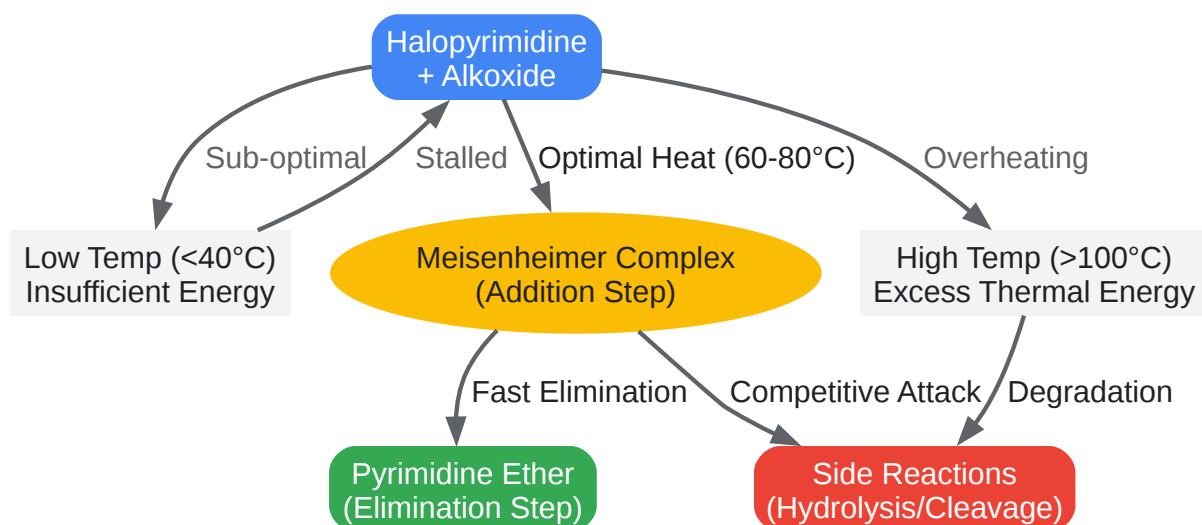 Halopyrimidine
+ Alkoxide
Sub-optimal
Stalled
Optimal Heat (60-80°C)
Overheating
Low Temp (<40°C)
Insufficient Energy
Meisenheimer Complex
(Addition Step)
High Temp (>100°C)
Excess Thermal Energy
Fast Elimination
Competitive Attack
Degradation
Pyrimidine Ether
(Elimination Step)
Side Reactions
(Hydrolysis/Cleavage)